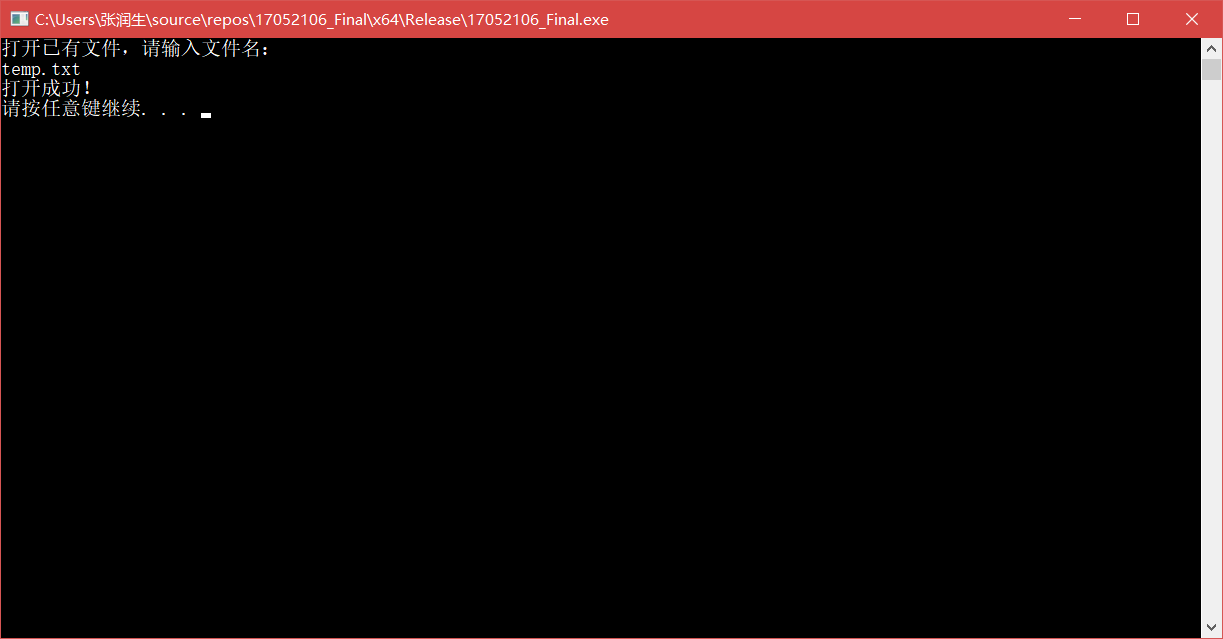 C:\Users\张润生\source\repos\17052106_Final\x64\Release\17052106_Final.exe
打开已有文件，请输入文件名：
temp.txt
打开成功！
请按任意键继续. . .